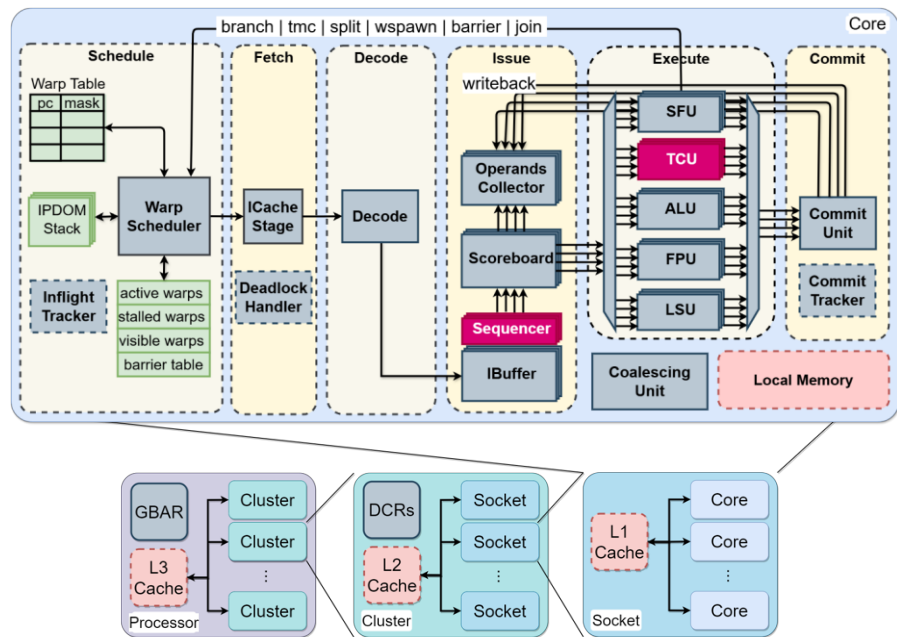 branch | tmc | split | wspawn | barrier | join
Core
Schedule
Fetch
Decode
Issue
Execute
Commit
Warp Table
pc
mask
writeback
SFU
TCU
ALU
FPU
LSU
Operands
Collector
Scoreboard
Sequencer
IBuffer
IPDOM
Stack
Warp
Scheduler
ICache
Stage
Decode
Commit
Unit
Inflight
Tracker
active warps
stalled warps
visible warps
barrier table
Deadlock
Handler
Commit
Tracker
Coalescing
Unit
Local Memory
GBAR
L3
Cache
Cluster
Cluster
...
Cluster
Processor
DCRs
L2
Cache
Socket
Socket
...
Socket
Cluster
L1
Cache
Core
Core
...
Core
Socket